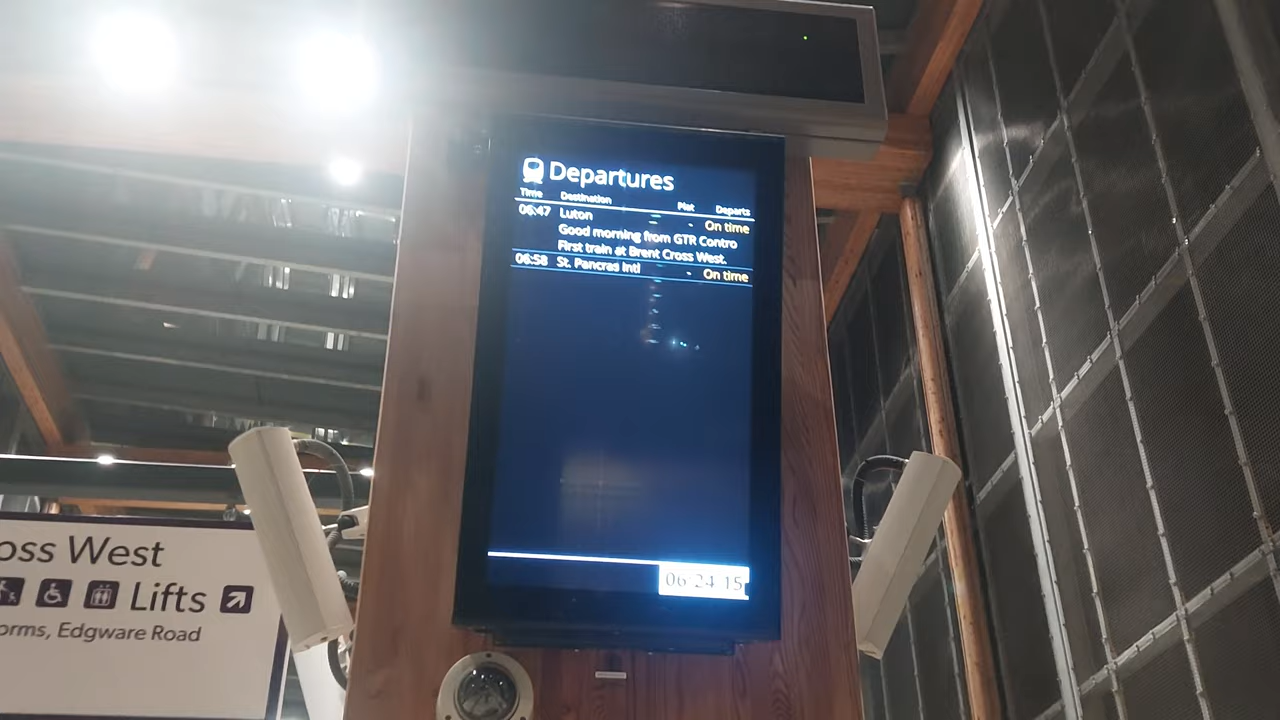 Departures
Time Destination Plat Departs
06:47 Luton - On time
Good morning from GTR Contro
First train at Brent Cross West.
06:58 St. Pancras Intl - On time
06:24 15
oss West
Lifts
orms, Edgware Road